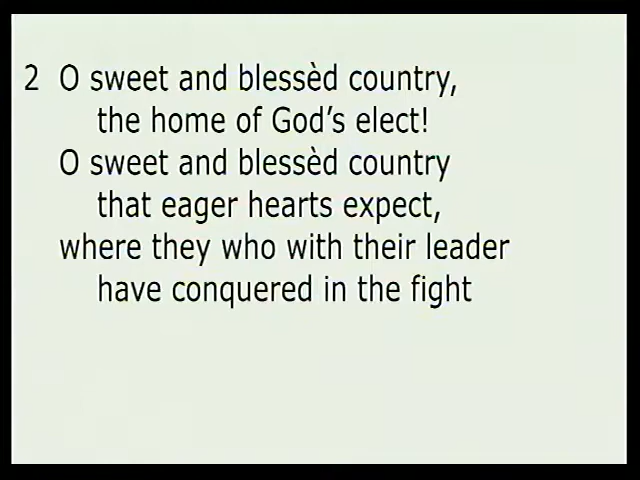 2 O sweet and blessèd country,
the home of God's elect!
O sweet and blessèd country
that eager hearts expect,
where they who with their leader
have conquered in the fight